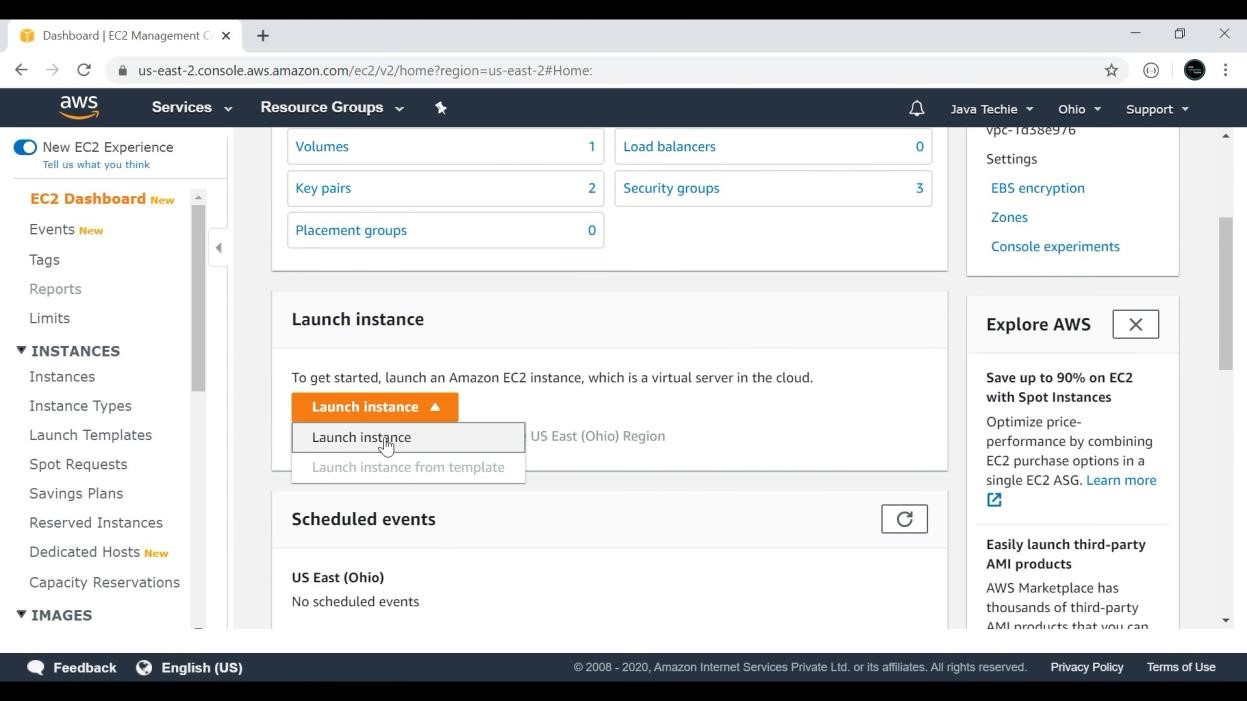 Dashboard | EC2 Management C
us-east-2.console.aws.amazon.com/ec2/v2/home?region=us-east-2#Home:
aws
Services
Resource Groups
Java Techie
Ohio
Support
New EC2 Experience
Tell us what you think
EC2 Dashboard New
Events New
Tags
Reports
Limits
INSTANCES
Instances
Instance Types
Launch Templates
Spot Requests
Savings Plans
Reserved Instances
Dedicated Hosts New
Capacity Reservations
IMAGES
Volumes 1
Load balancers 0
Key pairs 2
Security groups 3
Placement groups 0
Launch instance
To get started, launch an Amazon EC2 instance, which is a virtual server in the cloud.
Launch instance
Launch instance
US East (Ohio) Region
Launch instance from template
Scheduled events
US East (Ohio)
No scheduled events
vpc-1d38e976
Settings
EBS encryption
Zones
Console experiments
Explore AWS
Save up to 90% on EC2
with Spot Instances
Optimize price-
performance by combining
EC2 purchase options in a
single EC2 ASG. Learn more
Easily launch third-party
AMI products
AWS Marketplace has
thousands of third-party
AMI products that you can
Feedback
English (US)
© 2008 - 2020, Amazon Internet Services Private Ltd. or its affiliates. All rights reserved.
Privacy Policy
Terms of Use